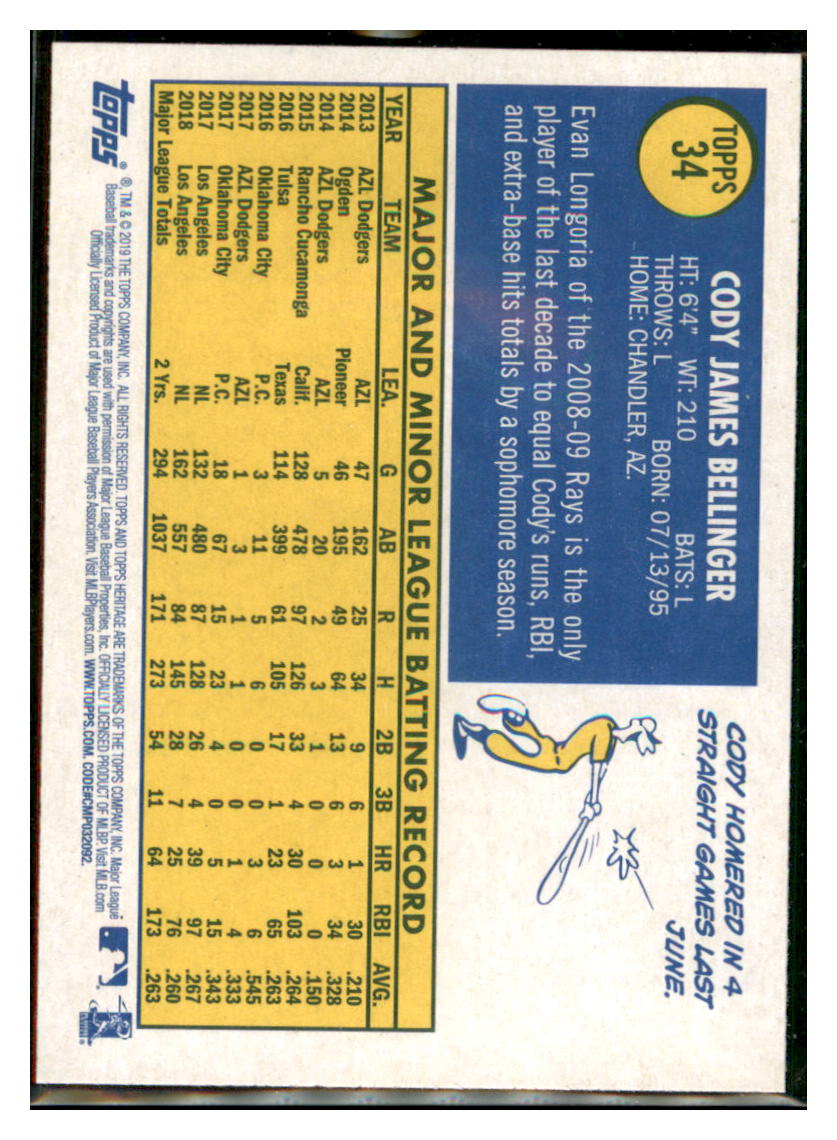 TOPPS
34
CODY JAMES BELLINGER
HT: 6'4" WT: 210 BATS: L
THROWS: L BORN: 07/13/95
HOME: CHANDLER, AZ.
Evan Longoria of the 2008-09 Rays is the only
player of the last decade to equal Cody's runs, RBI,
and extra-base hits totals by a sophomore season.
CODY HOMERED IN 4
STRAIGHT GAMES LAST
JUNE.
MAJOR AND MINOR LEAGUE BATTING RECORD
YEAR TEAM LEA. G AB R H 2B 3B HR RBI AVG.
2013 AZL Dodgers AZL 47 162 25 34 9 6 1 30 .210
2014 Ogden Pioneer 46 195 49 64 13 6 3 34 .328
2014 AZL Dodgers AZL 5 20 2 3 1 0 0 0 .150
2015 Rancho Cucamonga Calif. 128 478 97 126 33 4 30 103 .264
2016 Tulsa Texas 114 399 61 105 17 1 23 65 .263
2016 Oklahoma City P.C. 3 11 5 6 0 0 3 6 .545
2017 AZL Dodgers AZL 1 3 1 1 0 0 1 4 .333
2017 Oklahoma City P.C. 18 67 15 23 4 0 5 15 .343
2017 Los Angeles NL 132 480 87 128 26 4 39 97 .267
2018 Los Angeles NL 162 557 84 145 28 7 25 76 .260
Major League Totals 2 Yrs. 294 1037 171 273 54 11 64 173 .263
topps
®, TM & © 2019 THE TOPPS COMPANY, INC. ALL RIGHTS RESERVED. TOPPS AND TOPPS HERITAGE ARE TRADEMARKS OF THE TOPPS COMPANY, INC. Major League
Baseball trademarks and copyrights are used with permission of Major League Baseball Properties, Inc. OFFICIALLY LICENSED PRODUCT OF MLBP Visit MLB.com
Officially Licensed Product of Major League Baseball Players Association. Visit MLBPlayers.com. WWW.TOPPS.COM. CODE#CMP032092.